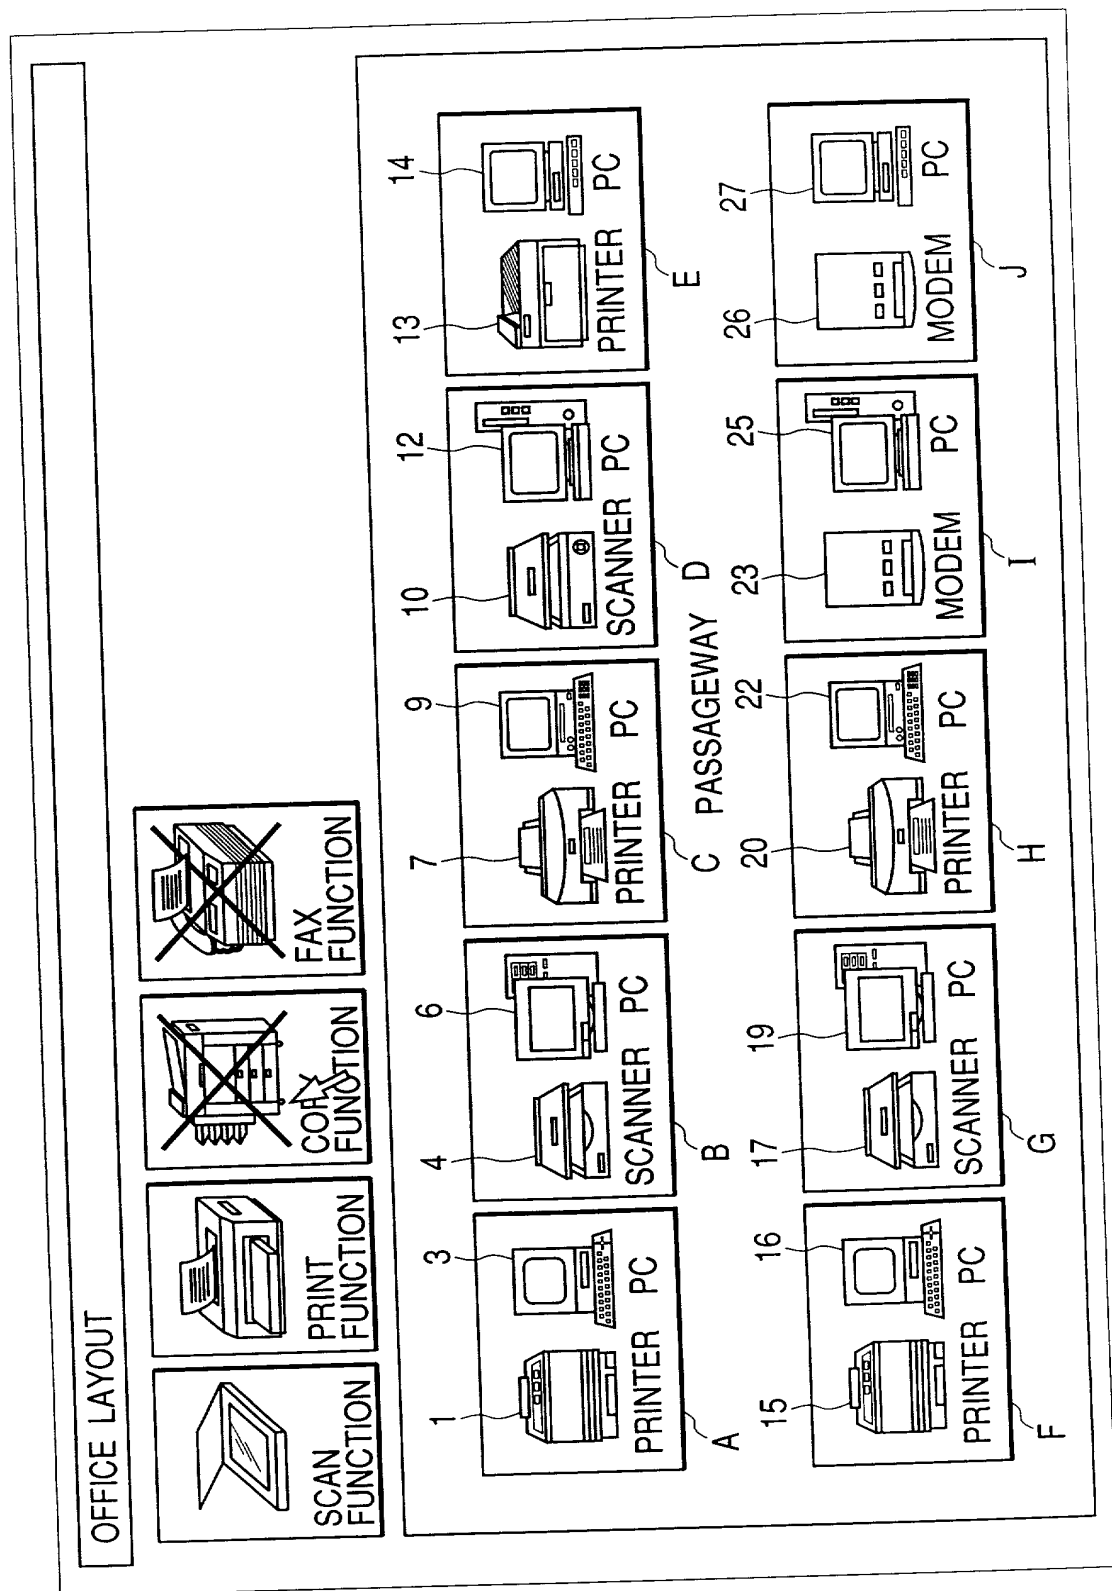 OFFICE LAYOUT
SCAN
FUNCTION
PRINT
FUNCTION
FUNCTION
FAX
FUNCTION
1
3
PRINTER PC
A
4
6
SCANNER PC
B
7
9
PRINTER PC
C
10
12
SCANNER PC
D
13
14
PRINTER PC
E
PASSAGEWAY
15
16
PRINTER PC
F
17
19
SCANNER PC
G
20
22
PRINTER PC
H
23
25
MODEM PC
I
26
27
MODEM PC
J